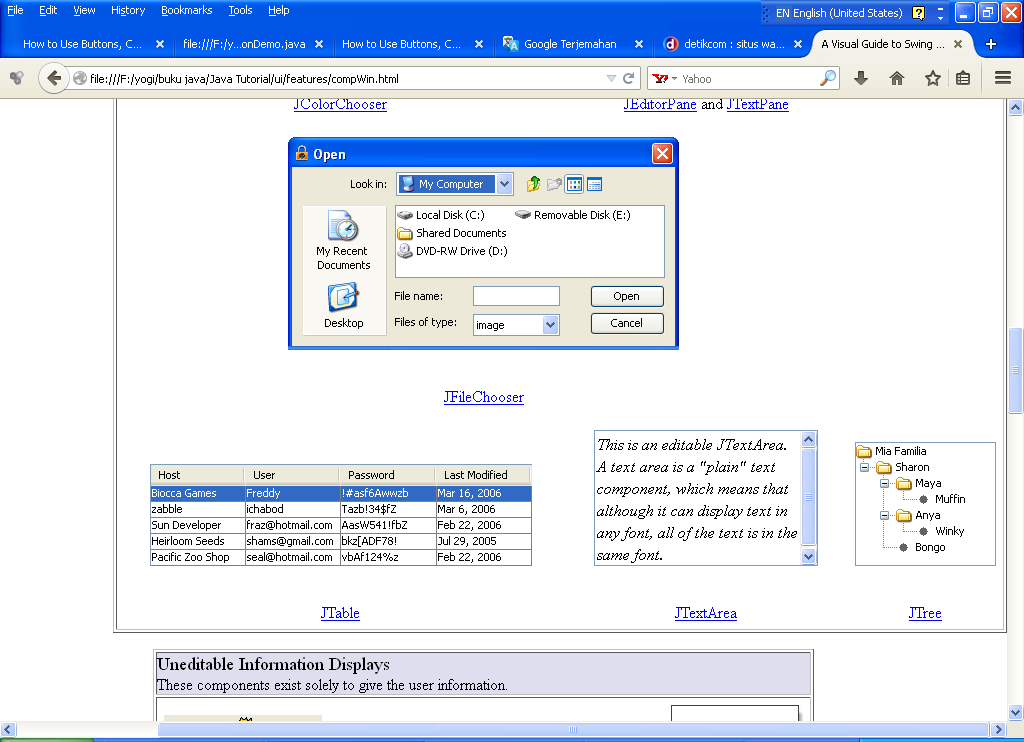 File Edit View History Bookmarks Tools Help
EN English (United States)
How to Use Buttons, C...
file:///F:/y...onDemo.java
How to Use Buttons, C...
Google Terjemahan
detikcom : situs wa...
A Visual Guide to Swing ...
file:///F:/yogi/buku java/Java Tutorial/ui/features/compWin.html
Yahoo
JColorChooser
JEditorPane and JTextPane
Open
Look in: My Computer
Local Disk (C:) Removable Disk (E:)
Shared Documents
DVD-RW Drive (D:)
My Recent
Documents
Desktop
File name:
Open
Files of type: image
Cancel
JFileChooser
Host User Password Last Modified
Biocca Games Freddy !#asf6Awwzb Mar 16, 2006
zabble ichabod Tazb!34$fZ Mar 6, 2006
Sun Developer fraz@hotmail.com AasW541!fbZ Feb 22, 2006
Heirloom Seeds shams@gmail.com bkz[ADF78! Jul 29, 2005
Pacific Zoo Shop seal@hotmail.com vbAf124%z Feb 22, 2006
JTable
This is an editable JTextArea.
A text area is a "plain" text
component, which means that
although it can display text in
any font, all of the text is in the
same font.
JTextArea
Mia Familia
Sharon
Maya
Muffin
Anya
Winky
Bongo
JTree
Uneditable Information Displays
These components exist solely to give the user information.